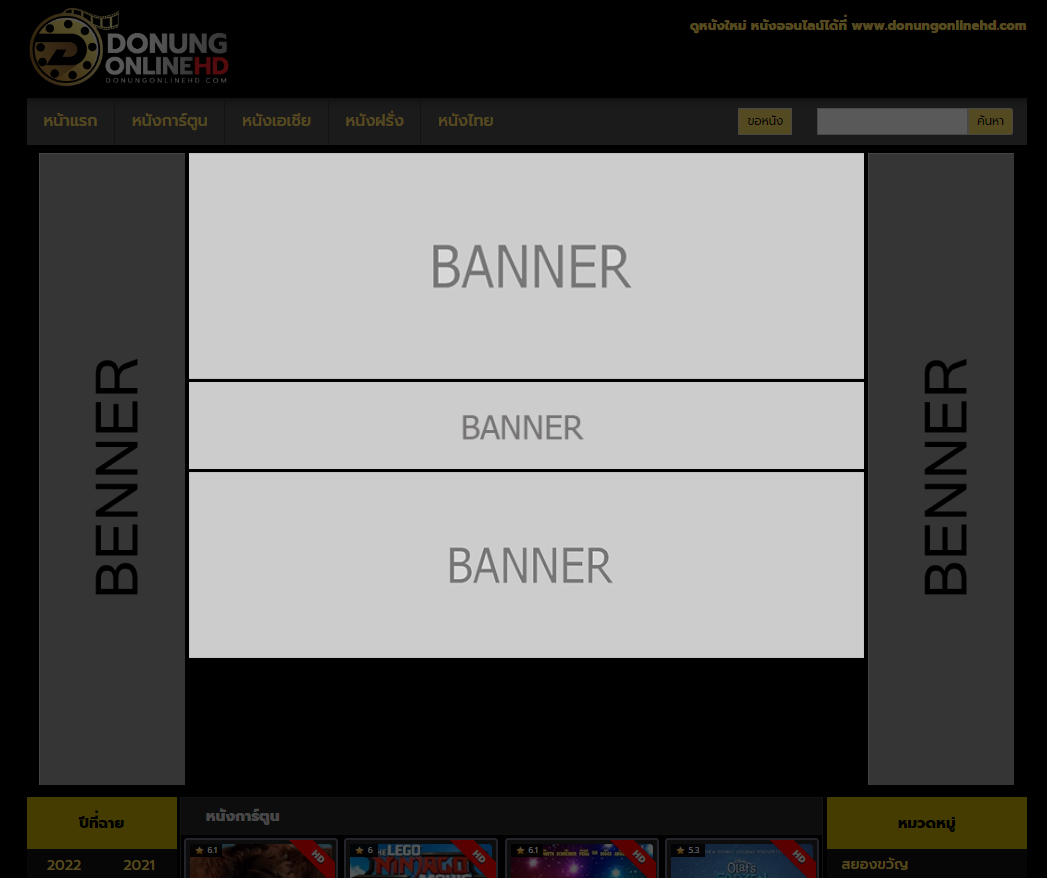 DONUNG
ONLINEHD
DONUNGONLINEHD.COM
ดูหนังใหม่ หนังออนไลน์ได้ที่ www.donungonlinehd.com
หน้าแรก
หนังการ์ตูน
หนังเอเชีย
หนังฝรั่ง
หนังไทย
ขอหนัง
ค้นหา
BENNER
BANNER
BANNER
BANNER
BENNER
ปีที่ฉาย
2022
2021
หนังการ์ตูน
6.1
HD
6
THE LEGO
NINJAGO
MOVIE
HD
6.1
HD
5.3
Olaf's
HD
หมวดหมู่
สยองขวัญ